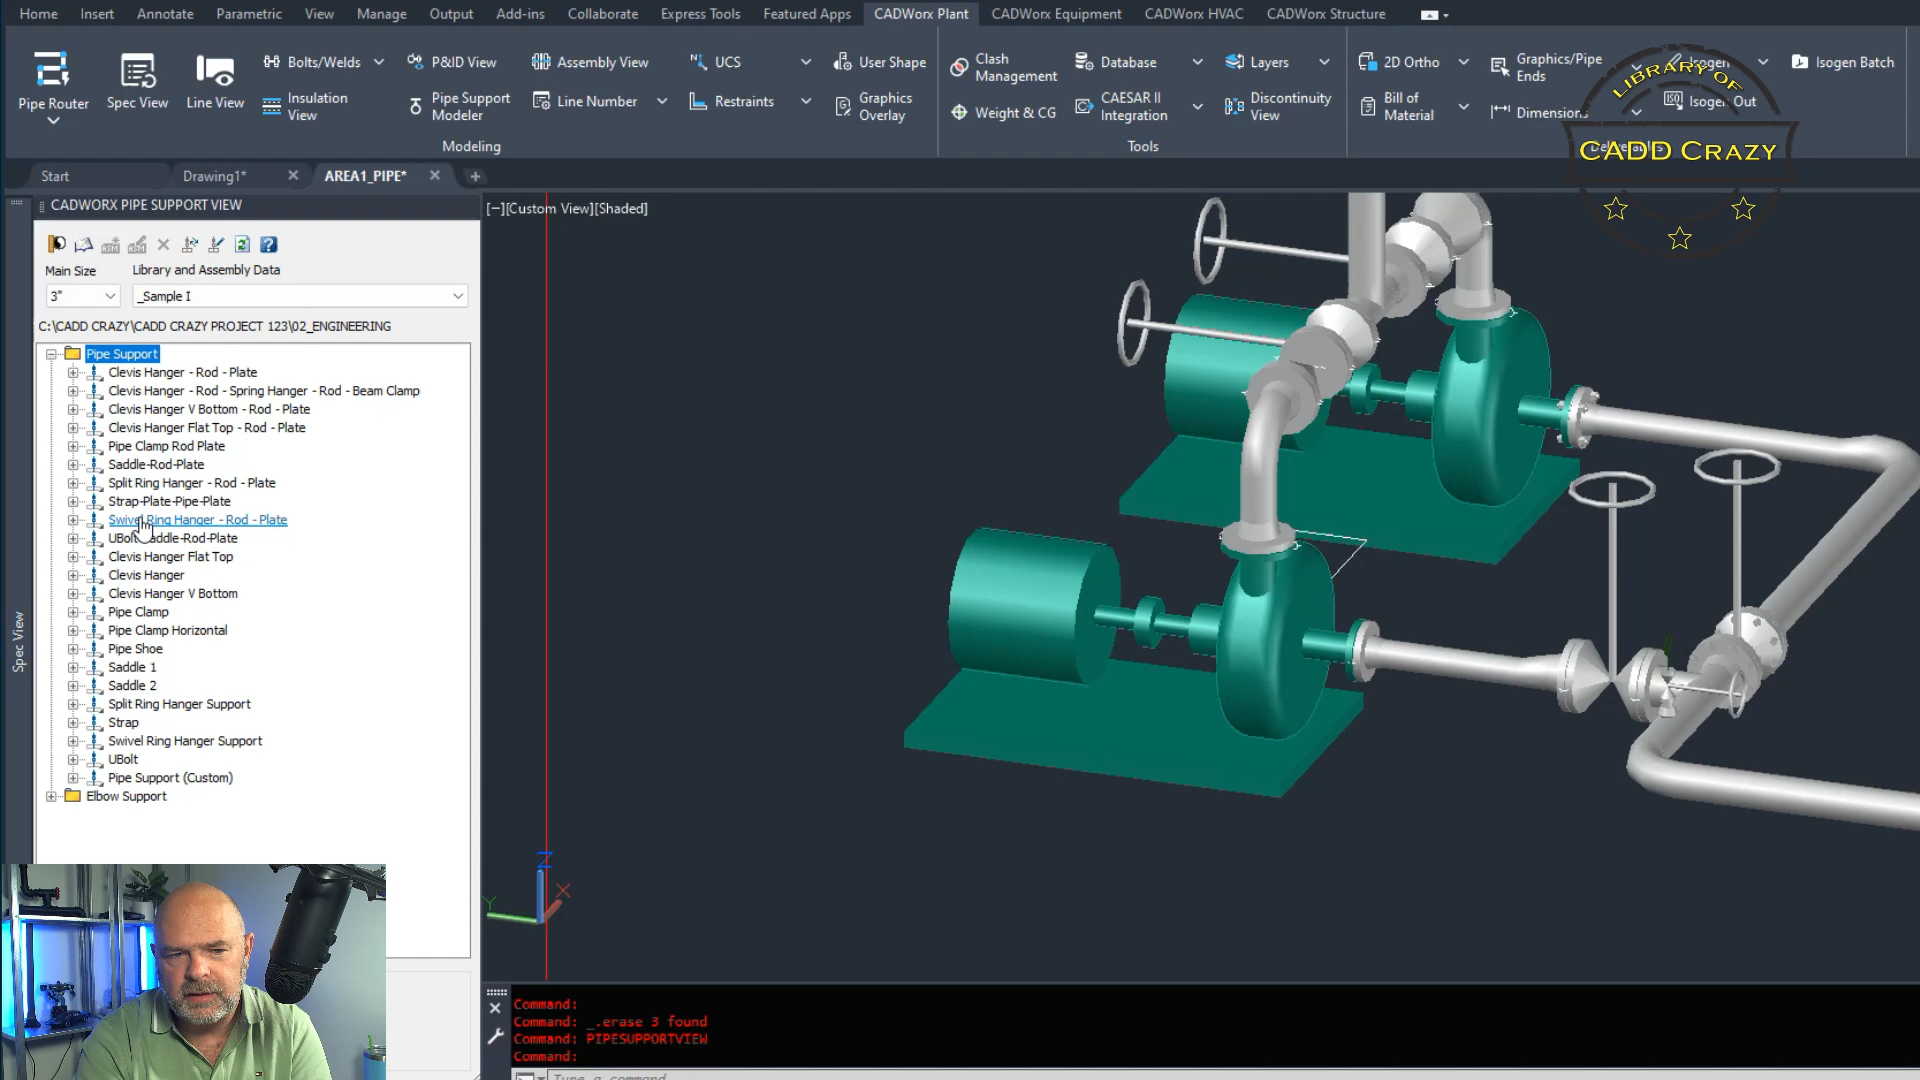 Home Insert Annotate Parametric View Manage Output Add-ins Collaborate Express Tools Featured Apps CADWorx Plant CADWorx Equipment CADWorx HVAC CADWorx Structure
Pipe Router
Spec View
Line View
Bolts/Welds
Insulation
View
P&ID View
Pipe Support
Modeler
Assembly View
Line Number
UCS
Restraints
User Shape
Graphics
Overlay
Modeling
Clash
Management
Weight & CG
Database
CAESAR II
Integration
Layers
Discontinuity
View
Tools
2D Ortho
Bill of
Material
Graphics/Pipe
Ends
Dimensions
Isogen
Isogen Out
Isogen Batch
Deliverables
LIBRARY OF
CADD CRAZY
Start Drawing1* AREA1_PIPE*
CADWORX PIPE SUPPORT VIEW
Main Size Library and Assembly Data
3" _Sample I
C:\CADD CRAZY\CADD CRAZY PROJECT 123\02_ENGINEERING
Pipe Support
Clevis Hanger - Rod - Plate
Clevis Hanger - Rod - Spring Hanger - Rod - Beam Clamp
Clevis Hanger V Bottom - Rod - Plate
Clevis Hanger Flat Top - Rod - Plate
Pipe Clamp Rod Plate
Saddle-Rod-Plate
Split Ring Hanger - Rod - Plate
Strap-Plate-Pipe-Plate
Swivel Ring Hanger - Rod - Plate
UBolt-Saddle-Rod-Plate
Clevis Hanger Flat Top
Clevis Hanger
Clevis Hanger V Bottom
Pipe Clamp
Pipe Clamp Horizontal
Pipe Shoe
Saddle 1
Saddle 2
Split Ring Hanger Support
Strap
Swivel Ring Hanger Support
UBolt
Pipe Support (Custom)
Elbow Support
Spec View
[−][Custom View][Shaded]
Z
X
Y
Command:
Command: _.erase 3 found
Command: PIPESUPPORTVIEW
Command:
Type a command